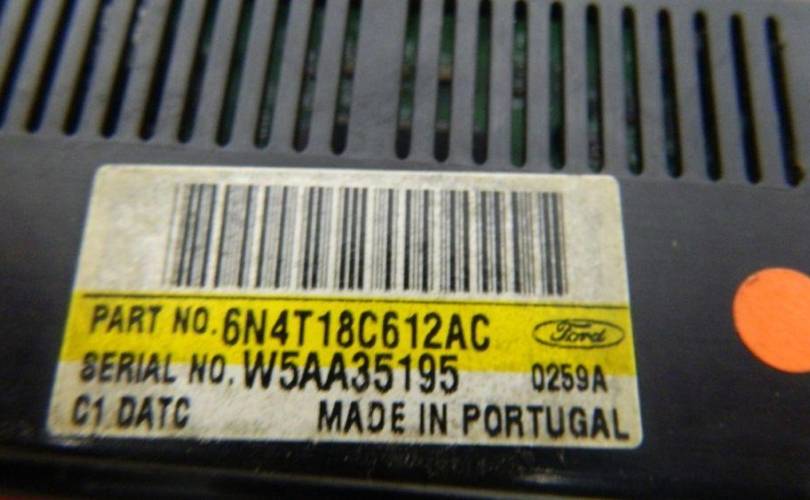 PART NO. 6N4T18C612AC Ford
SERIAL NO. W5AA35195 0259A
C1 DATC MADE IN PORTUGAL